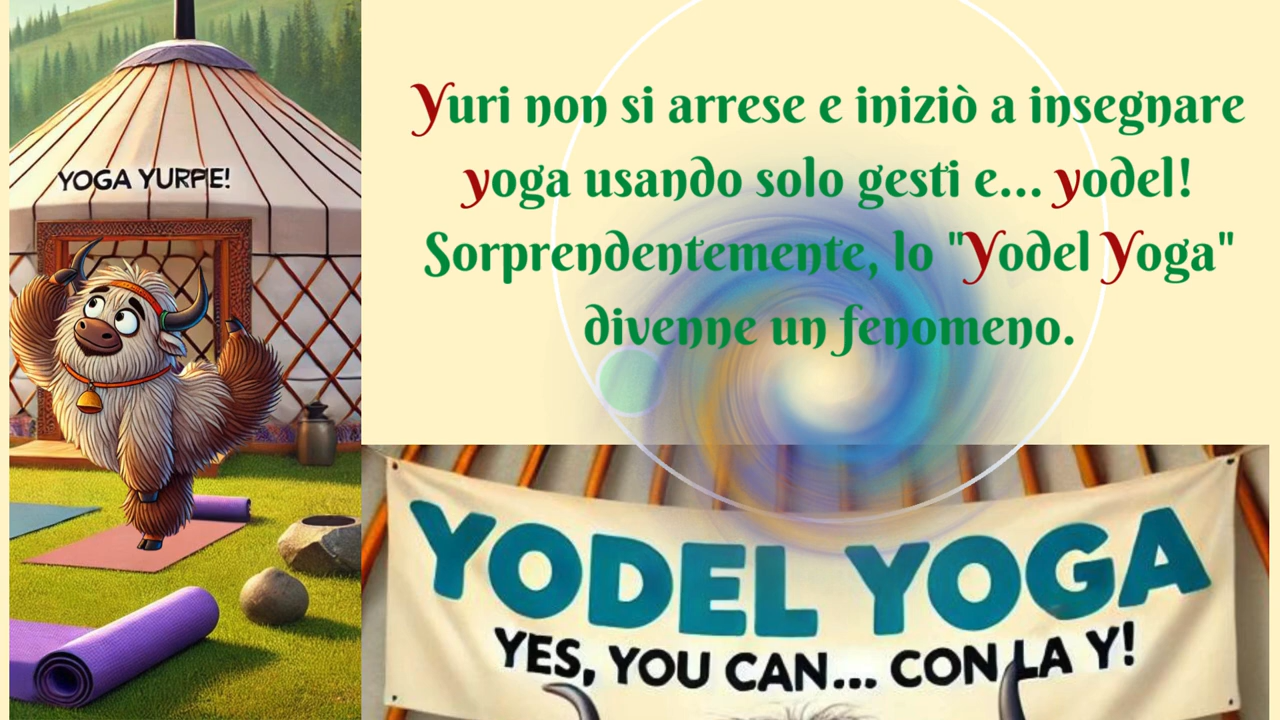 YOGA YURPIE!
Yuri non si arrese e iniziò a insegnare
yoga usando solo gesti e... yodel!
Sorprendentemente, lo "Yodel Yoga"
divenne un fenomeno.
YODEL YOGA
YES, YOU CAN... CON LA Y!